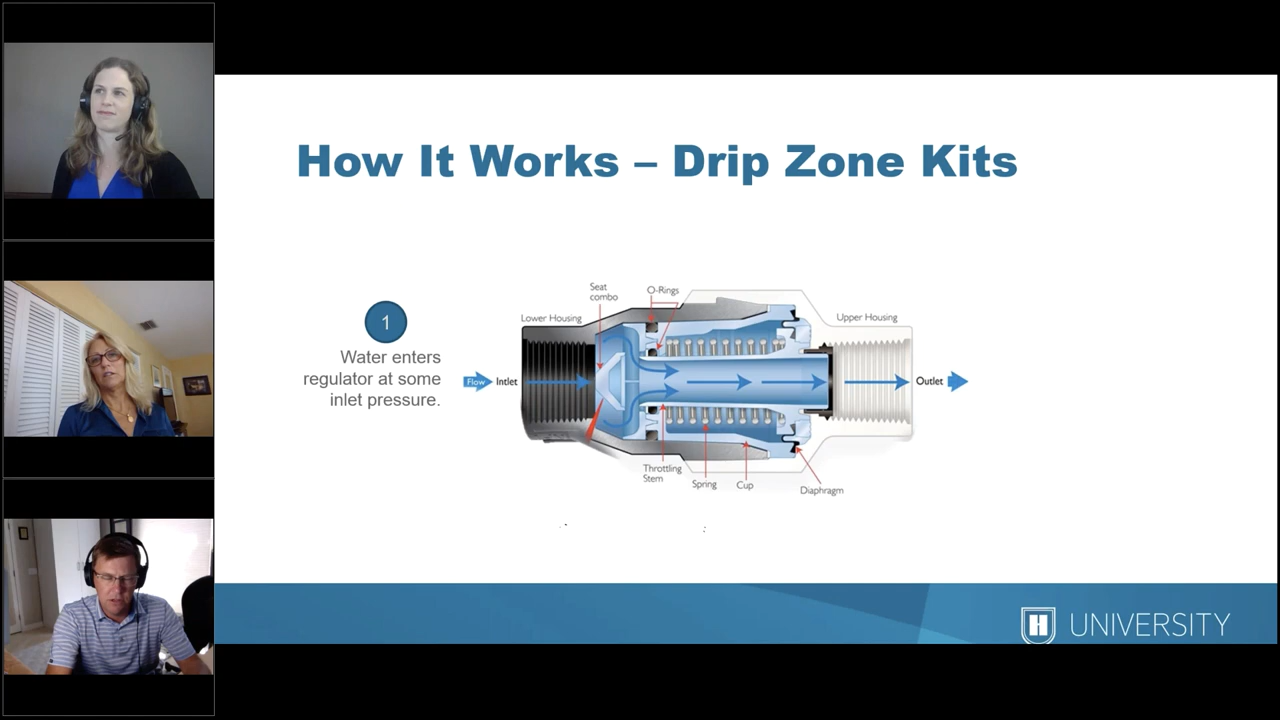 How It Works – Drip Zone Kits
1
Water enters
regulator at some
inlet pressure.
Seat
combo
O-Rings
Lower Housing
Upper Housing
Flow
Inlet
Outlet
Throttling
Stem
Spring
Cup
Diaphragm
H UNIVERSITY